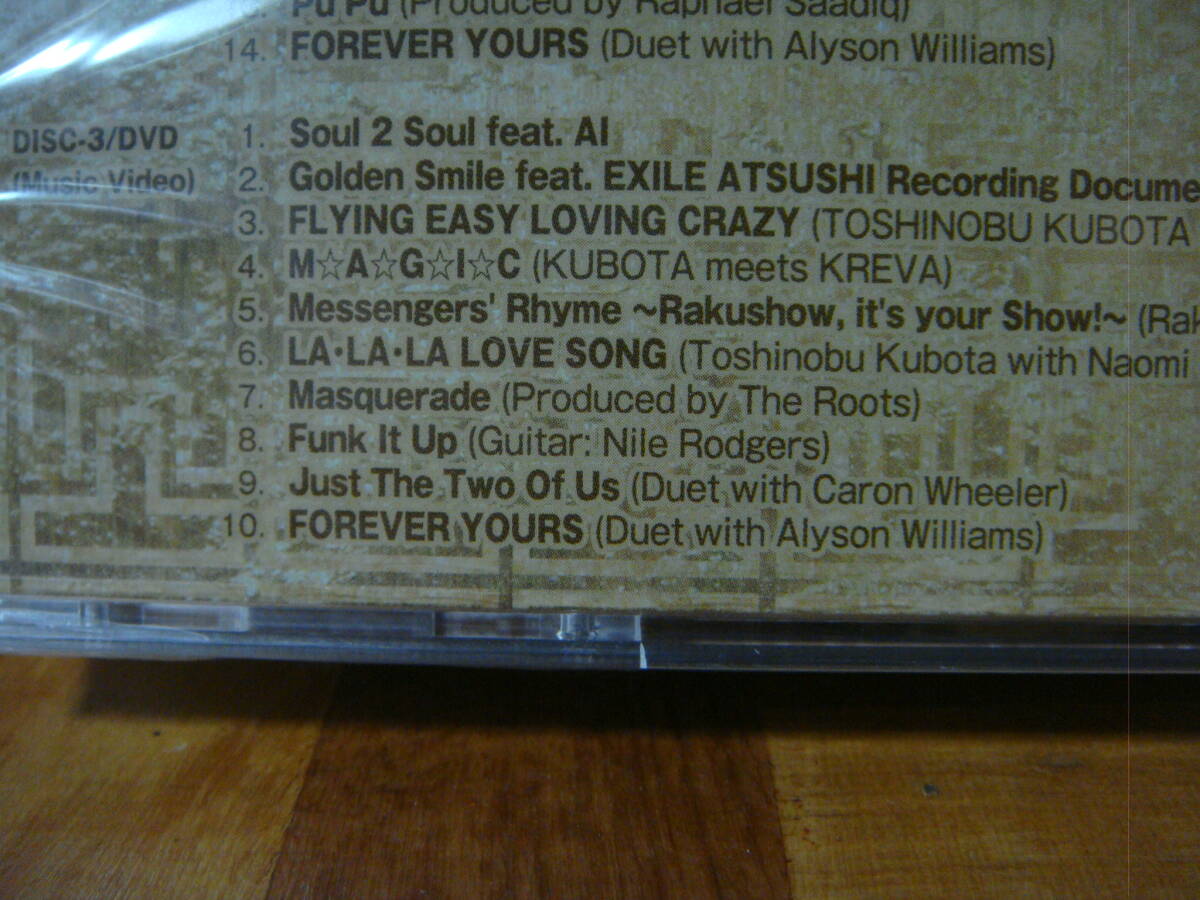 Pu Pu (Produced by Raphael Saadiq)
14. FOREVER YOURS (Duet with Alyson Williams)
DISC-3/DVD 1. Soul 2 Soul feat. AI
(Music Video) 2. Golden Smile feat. EXILE ATSUSHI Recording Docume
3. FLYING EASY LOVING CRAZY (TOSHINOBU KUBOTA
4. M☆A☆G☆I☆C (KUBOTA meets KREVA)
5. Messengers' Rhyme ~Rakushow, it's your Show!~ (Rak
6. LA・LA・LA LOVE SONG (Toshinobu Kubota with Naomi
7. Masquerade (Produced by The Roots)
8. Funk It Up (Guitar: Nile Rodgers)
9. Just The Two Of Us (Duet with Caron Wheeler)
10. FOREVER YOURS (Duet with Alyson Williams)